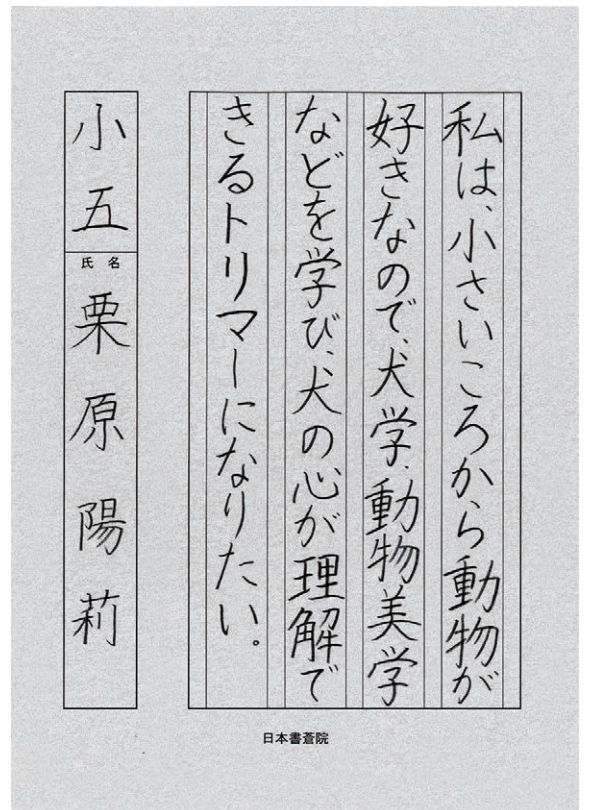 私は、小さいころから動物が
好きなので、犬学、動物美学
などを学び、犬の心が理解で
きるトリマーになりたい。
小五
氏名
栗原陽莉
日本書蒼院